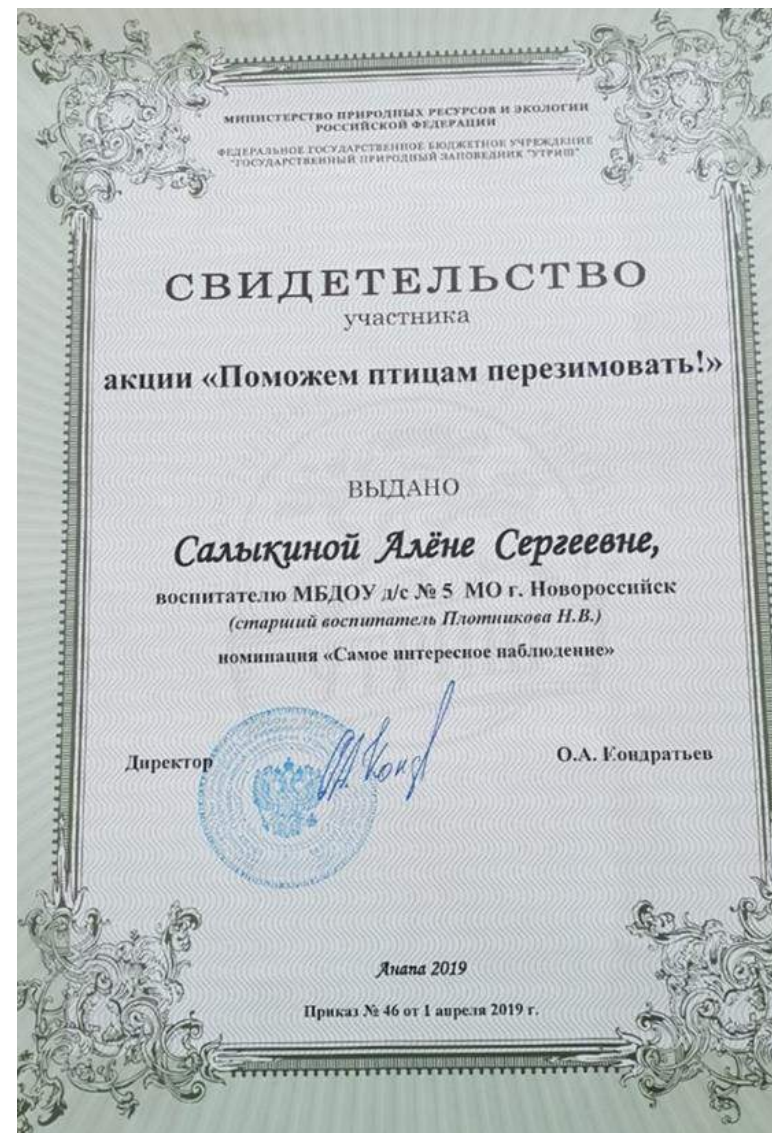 МИНИСТЕРСТВО ПРИРОДНЫХ РЕСУРСОВ И ЭКОЛОГИИ
РОССИЙСКОЙ ФЕДЕРАЦИИ
ФЕДЕРАЛЬНОЕ ГОСУДАРСТВЕННОЕ БЮДЖЕТНОЕ УЧРЕЖДЕНИЕ
"ГОСУДАРСТВЕННЫЙ ПРИРОДНЫЙ ЗАПОВЕДНИК "УТРИШ"
СВИДЕТЕЛЬСТВО
участника
акции «Поможем птицам перезимовать!»
ВЫДАНО
Салыкиной Алёне Сергеевне,
воспитателю МБДОУ д/с № 5 МО г. Новороссийск
(старший воспитатель Плотникова Н.В.)
номинация «Самое интересное наблюдение»
Директор О.А. Кондратьев
Анапа 2019
Приказ № 46 от 1 апреля 2019 г.